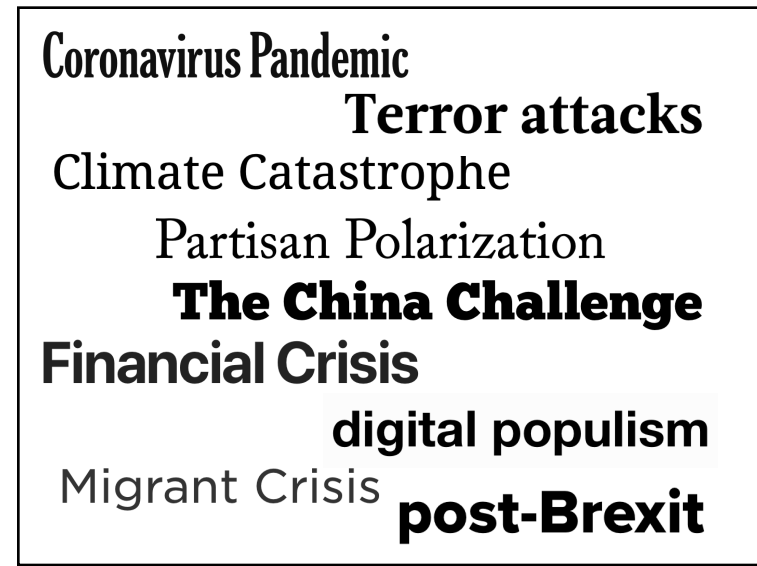 Coronavirus Pandemic
Terror attacks
Climate Catastrophe
Partisan Polarization
The China Challenge
Financial Crisis
digital populism
Migrant Crisis
post-Brexit